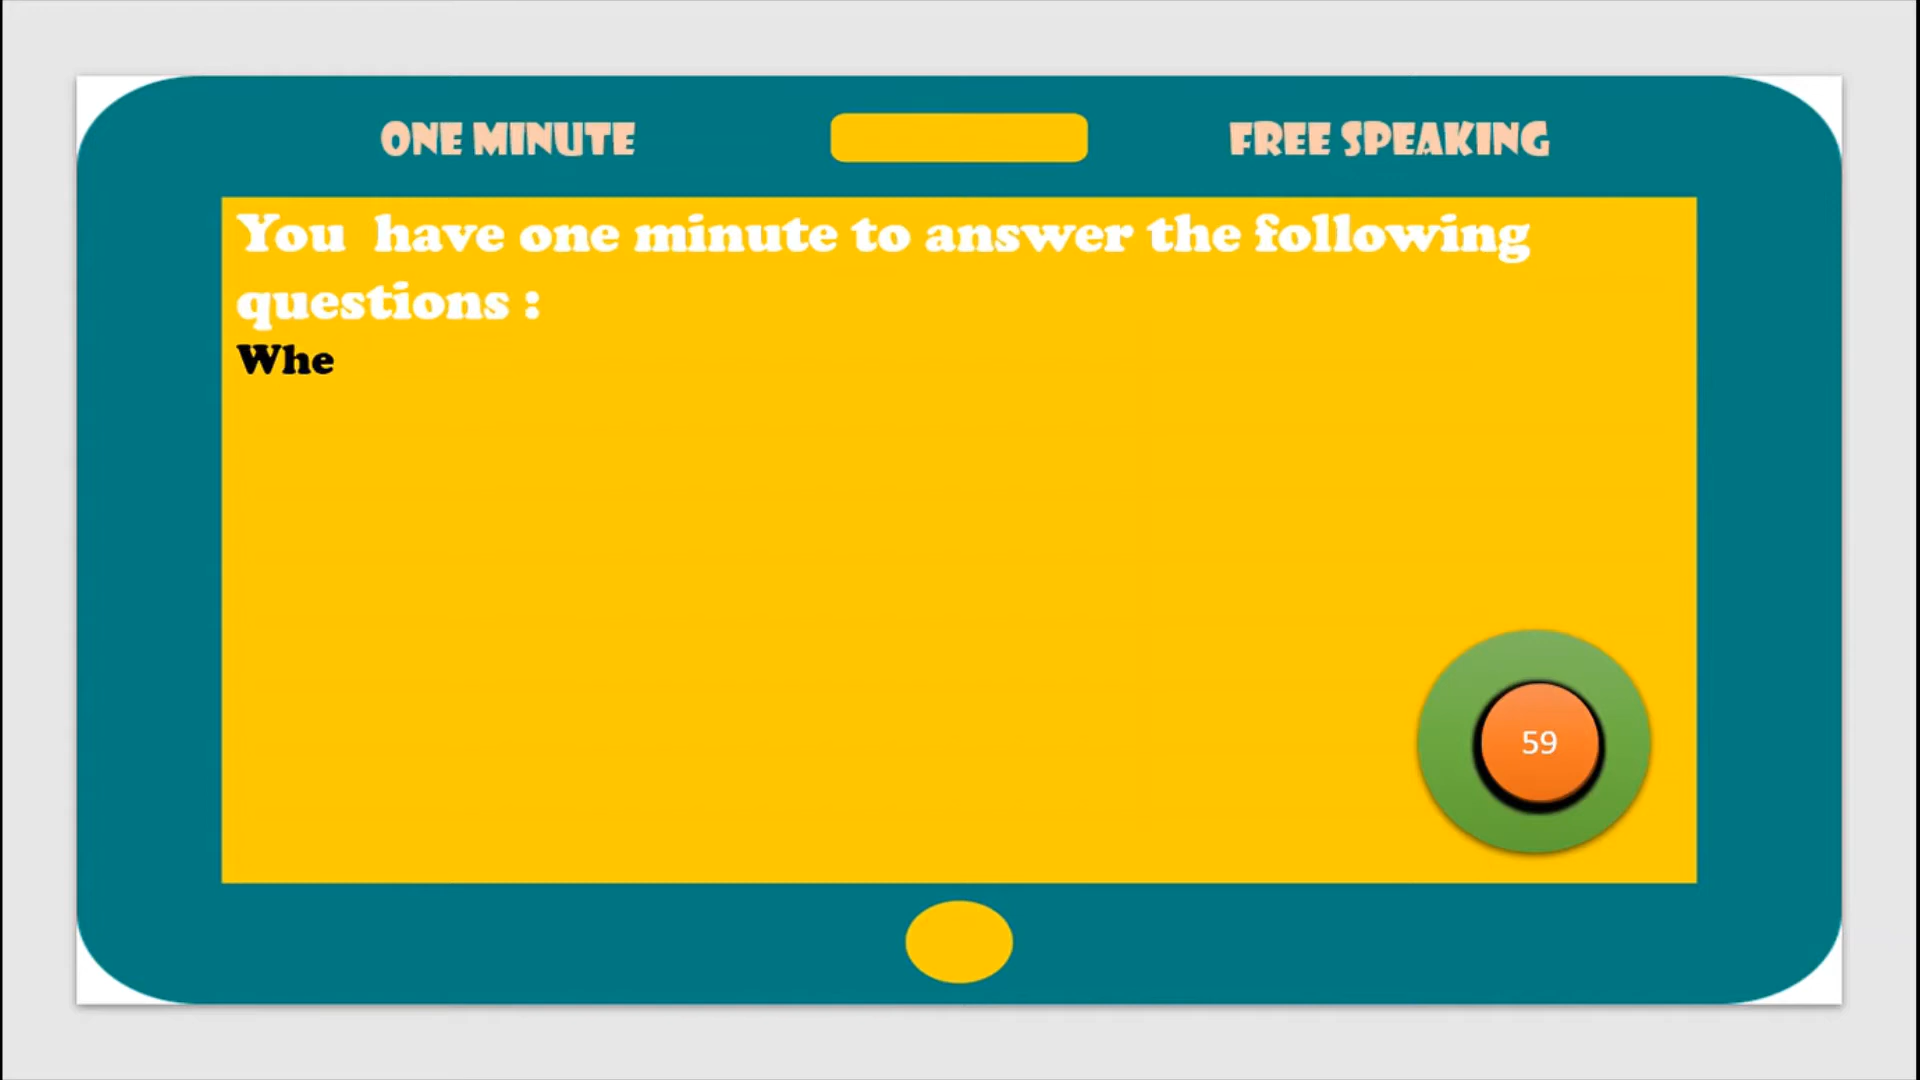 ONE MINUTE
FREE SPEAKING
You have one minute to answer the following
questions :
Whe
59